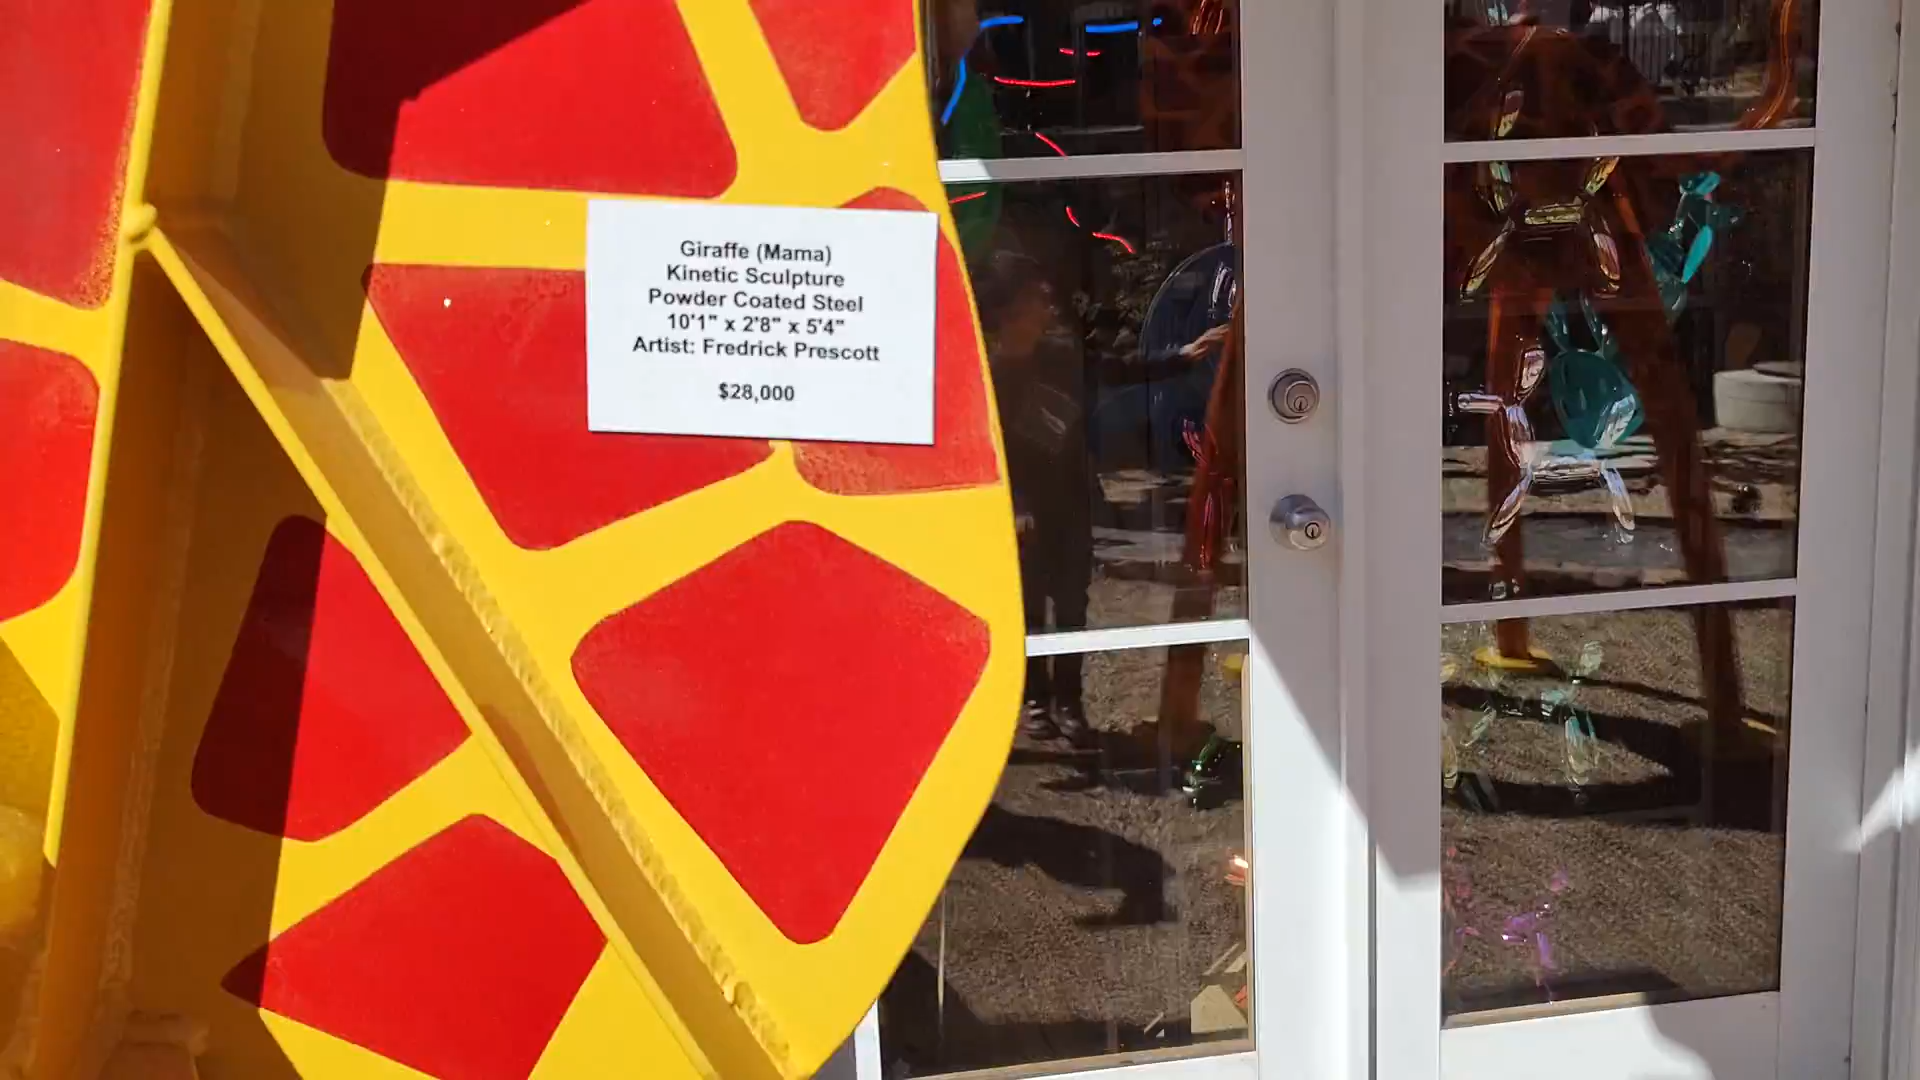 Giraffe (Mama)
Kinetic Sculpture
Powder Coated Steel
10'1" x 2'8" x 5'4"
Artist: Fredrick Prescott
$28,000